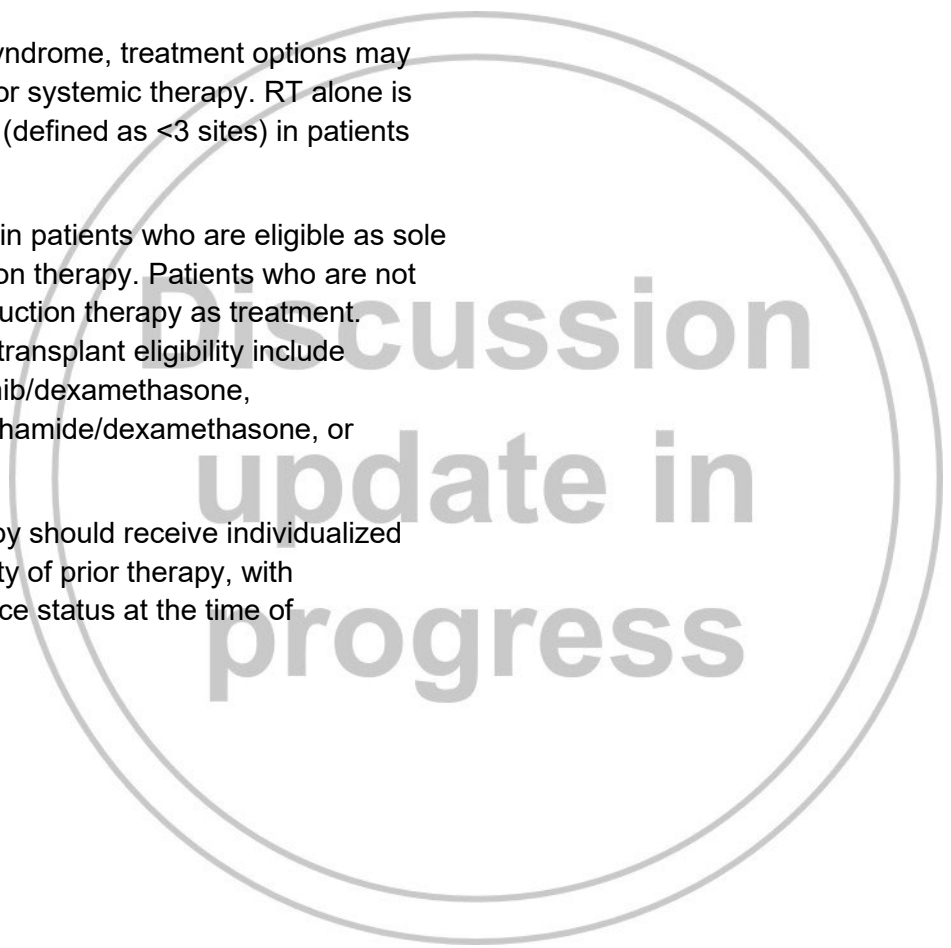 yndrome, treatment options may
or systemic therapy. RT alone is
(defined as <3 sites) in patients
in patients who are eligible as sole
on therapy. Patients who are not
uction therapy as treatment.
transplant eligibility include
ib/dexamethasone,
hamide/dexamethasone, or
py should receive individualized
ty of prior therapy, with
ce status at the time of
Discussion
update in
progress